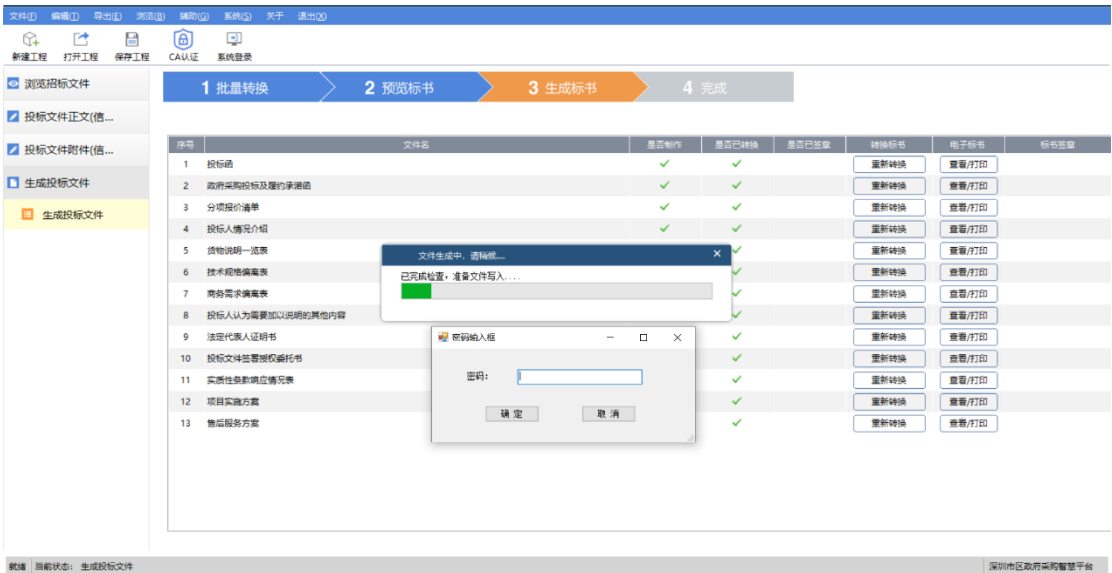 文件(F) 编辑(T) 导出(E) 浏览(B) 辅助(G) 系统(S) 关于 退出(X)
新建工程 打开工程 保存工程 CA认证 系统登录
浏览招标文件
投标文件正文(信...
投标文件附件(信...
生成投标文件
生成投标文件
1 批量转换 2 预览标书 3 生成标书 4 完成
序号 文件名 是否制作 是否已转换 是否已签章 转换标书 电子标书 标书签章
1 投标函 重新转换 查看/打印
2 政府采购投标及履约承诺函 重新转换 查看/打印
3 分项报价清单 重新转换 查看/打印
4 投标人情况介绍 重新转换 查看/打印
5 货物说明一览表 重新转换 查看/打印
6 技术规格偏离表 重新转换 查看/打印
7 商务需求偏离表 重新转换 查看/打印
8 投标人认为需要加以说明的其他内容 重新转换 查看/打印
9 法定代表人证明书 重新转换 查看/打印
10 投标文件签署授权委托书 重新转换 查看/打印
11 实质性条款响应情况表 重新转换 查看/打印
12 项目实施方案 重新转换 查看/打印
13 售后服务方案 重新转换 查看/打印
文件生成中，请稍候....
已完成检查，准备文件写入....
密码输入框
密码:
确定 取消
就绪 当前状态: 生成投标文件 深圳市区政府采购智慧平台